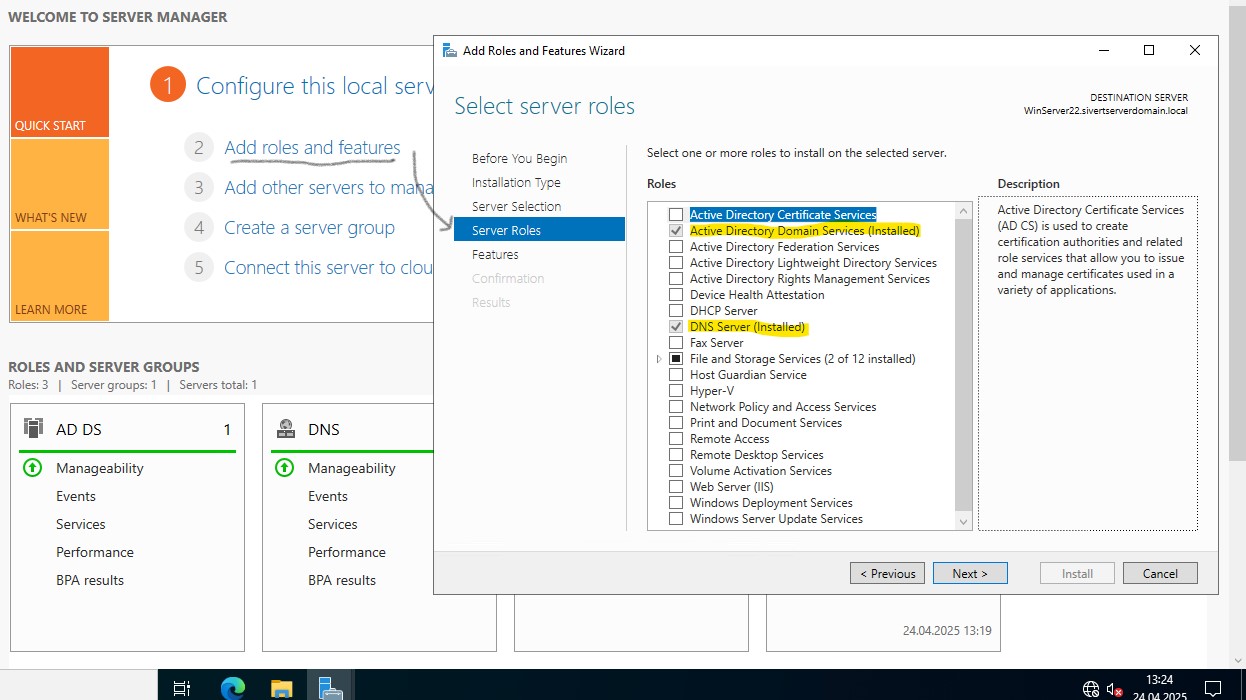 WELCOME TO SERVER MANAGER
QUICK START
WHAT'S NEW
LEARN MORE
1 Configure this local serv
2 Add roles and features
3 Add other servers to mana
4 Create a server group
5 Connect this server to clou
ROLES AND SERVER GROUPS
Roles: 3 | Server groups: 1 | Servers total: 1
AD DS 1
Manageability
Events
Services
Performance
BPA results
DNS
Manageability
Events
Services
Performance
BPA results
24.04.2025 13:19
Add Roles and Features Wizard
Select server roles
DESTINATION SERVER
WinServer22.sivertserverdomain.local
Before You Begin
Installation Type
Server Selection
Server Roles
Features
Confirmation
Results
Select one or more roles to install on the selected server.
Roles
Active Directory Certificate Services
Active Directory Domain Services (Installed)
Active Directory Federation Services
Active Directory Lightweight Directory Services
Active Directory Rights Management Services
Device Health Attestation
DHCP Server
DNS Server (Installed)
Fax Server
File and Storage Services (2 of 12 installed)
Host Guardian Service
Hyper-V
Network Policy and Access Services
Print and Document Services
Remote Access
Remote Desktop Services
Volume Activation Services
Web Server (IIS)
Windows Deployment Services
Windows Server Update Services
Description
Active Directory Certificate Services
(AD CS) is used to create
certification authorities and related
role services that allow you to issue
and manage certificates used in a
variety of applications.
< Previous
Next >
Install
Cancel
13:24
24.04.2025